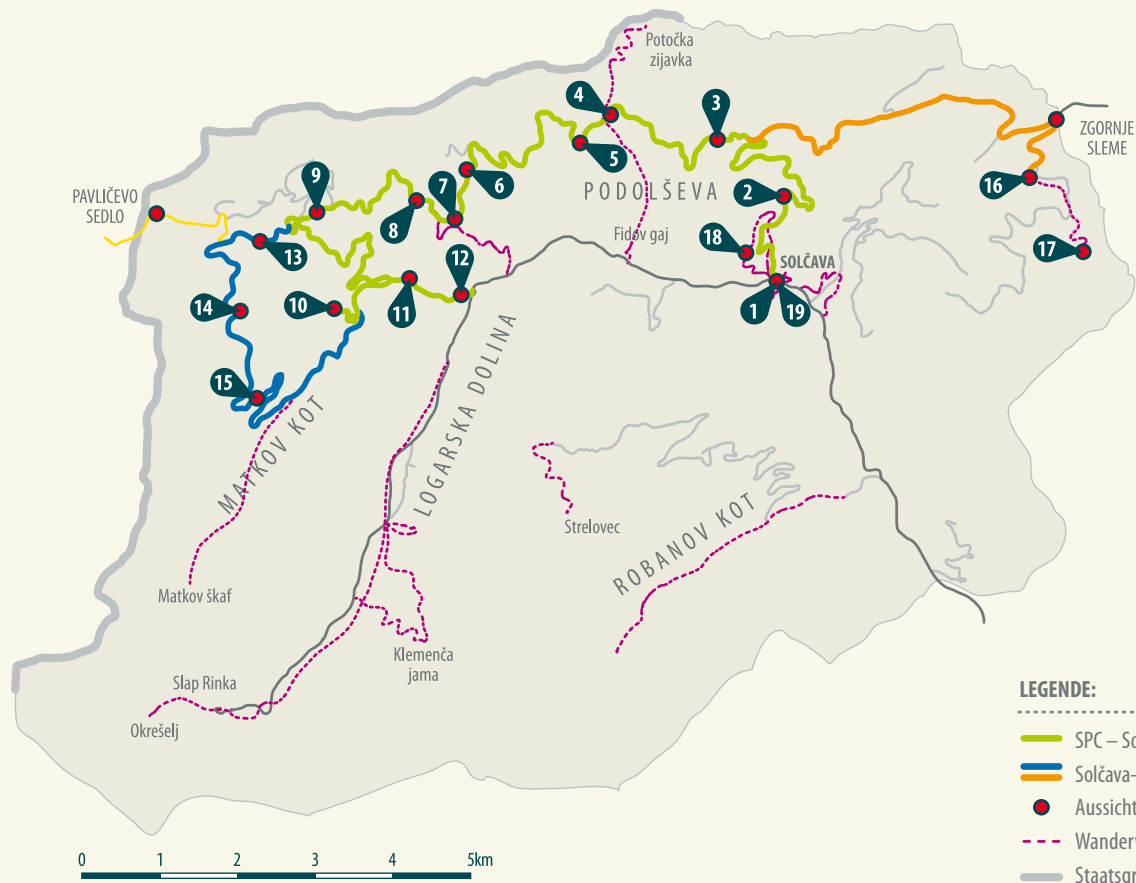 Potočka
zijavka
4
3
ZGORNJE
SLEME
5
PODOLŠEVA
6
2
16
9
7
8
PAVLIČEVO
SEDLO
Fidov gaj
18
SOLČAVA
17
13
12
14
10
11
1
19
15
MATKOV KOT
LOGARSKA DOLINA
Strelovec
ROBANOV KOT
Matkov škaf
Klemenča
jama
Slap Rinka
Okrešelj
LEGENDE:
SPC – So
Solčava-
Aussicht
Wanderv
Staatsgr
0 1 2 3 4 5km